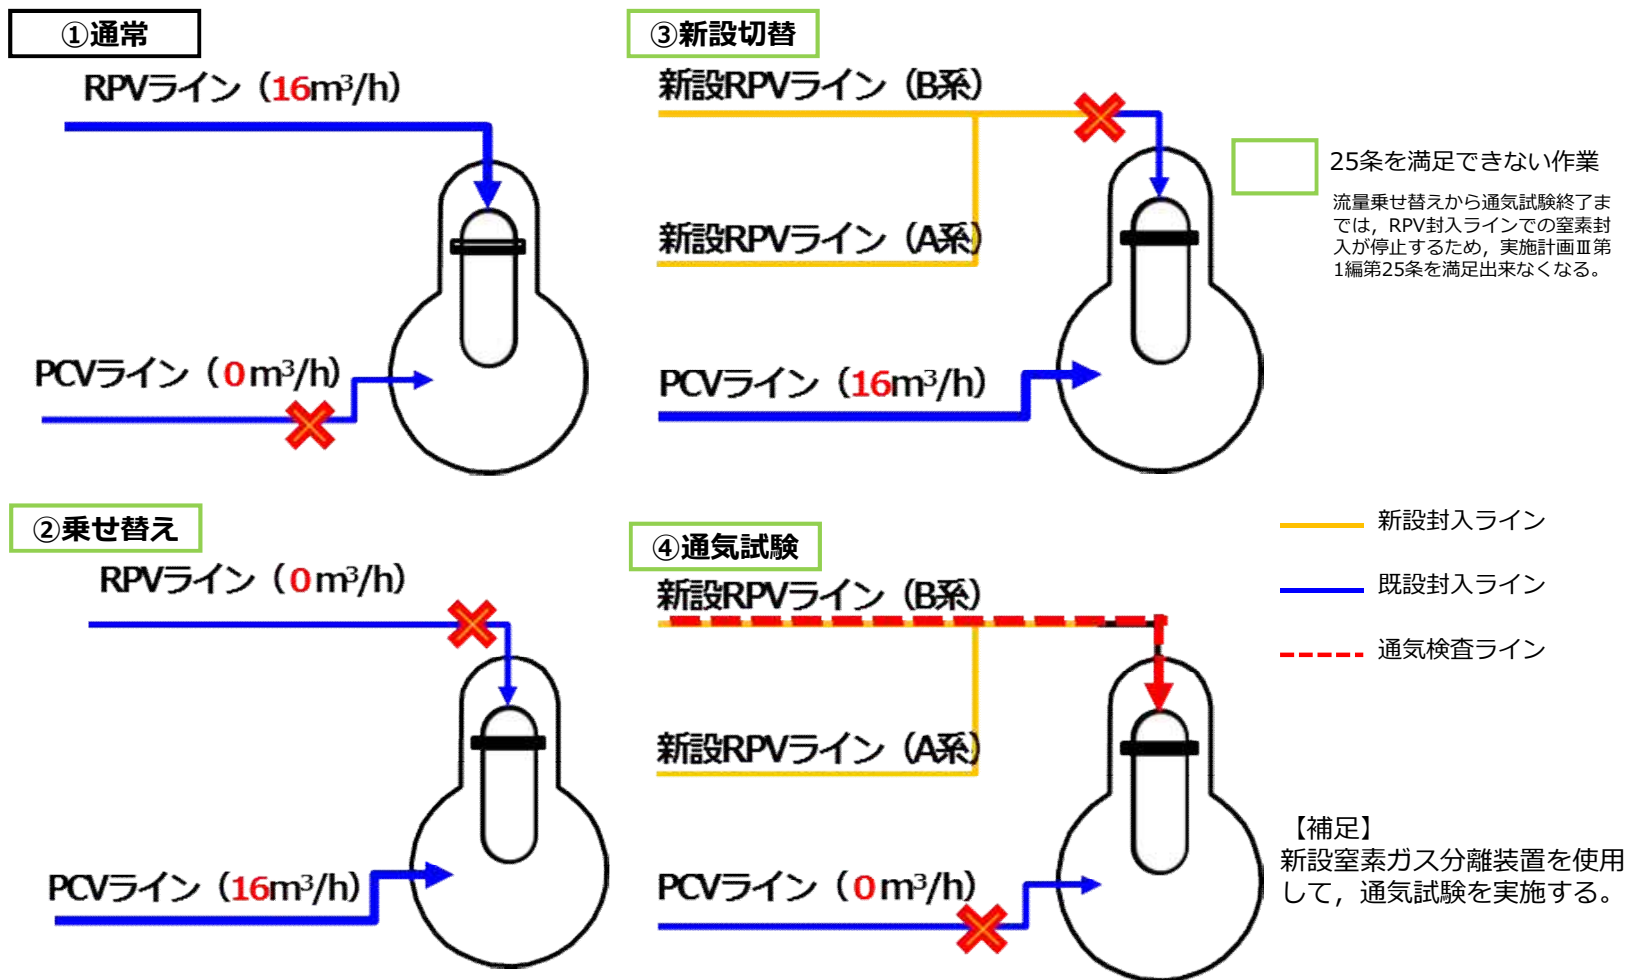 ①通常
RPVライン（16m³/h）
PCVライン（0m³/h）
②乗せ替え
RPVライン（0m³/h）
PCVライン（16m³/h）
③新設切替
新設RPVライン（B系）
新設RPVライン（A系）
PCVライン（16m³/h）
④通気試験
新設RPVライン（B系）
新設RPVライン（A系）
PCVライン（0m³/h）
25条を満足できない作業
流量乗せ替えから通気試験終了ま
では，RPV封入ラインでの窒素封
入が停止するため，実施計画Ⅲ第
1編第25条を満足出来なくなる。
新設封入ライン
既設封入ライン
通気検査ライン
【補足】
新設窒素ガス分離装置を使用
して，通気試験を実施する。